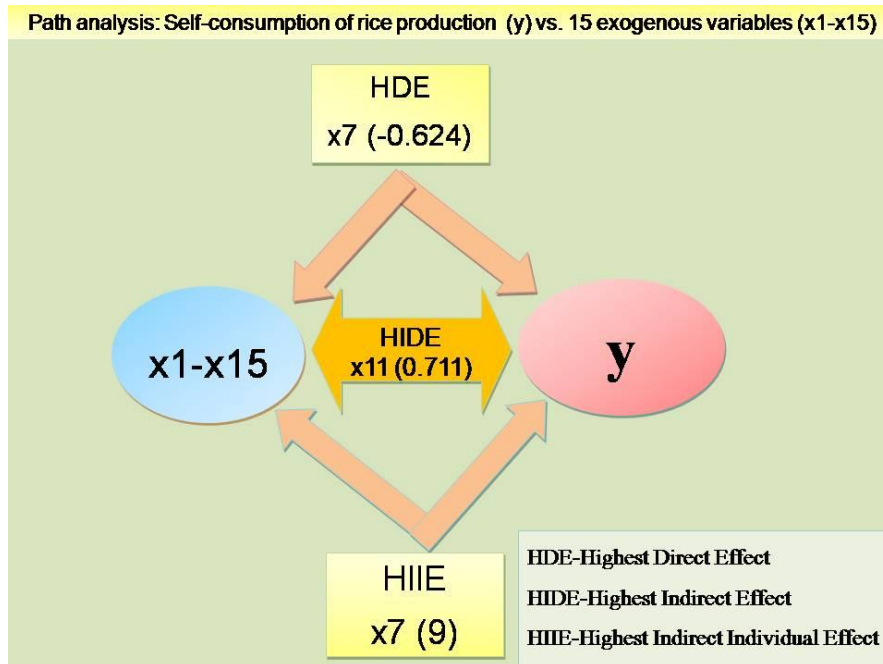 Path analysis: Self-consumption of rice production (y) vs. 15 exogenous variables (x1-x15)
HDE
x7 (-0.624)
x1-x15
HIDE
x11 (0.711)
y
HIIE
x7 (9)
HDE-Highest Direct Effect
HIDE-Highest Indirect Effect
HIIE-Highest Indirect Individual Effect